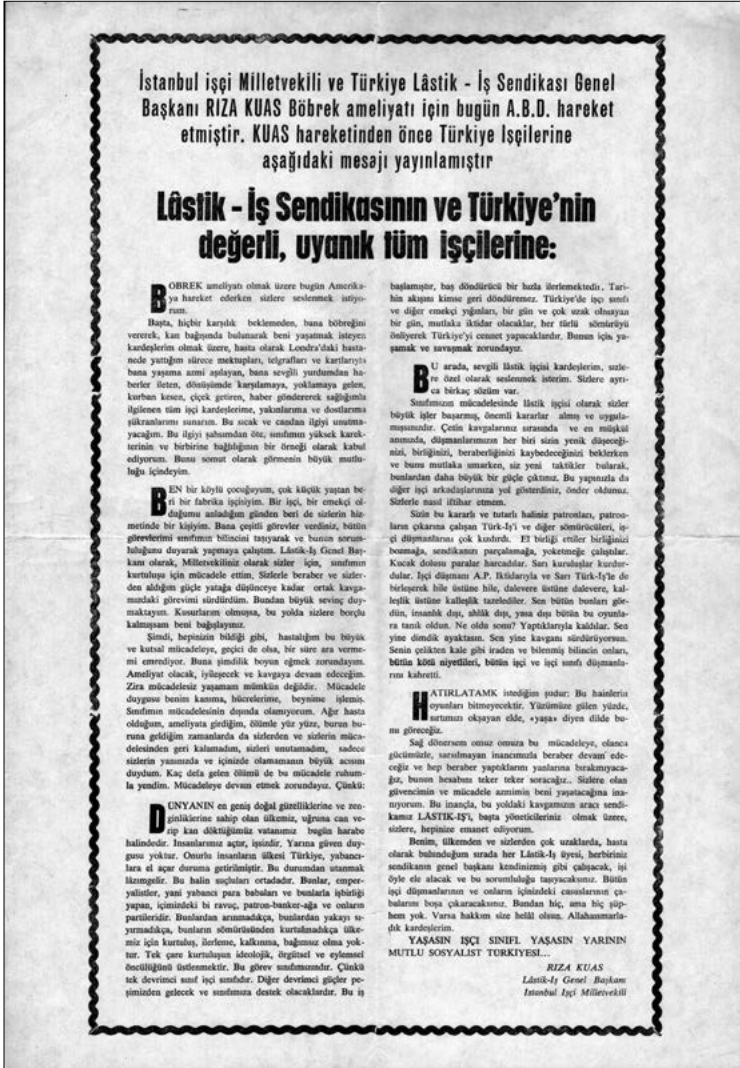 İstanbul işçi Milletvekili ve Türkiye Lâstik - İş Sendikası Genel
Başkanı RIZA KUAS Böbrek ameliyatı için bugün A.B.D. hareket
etmiştir. KUAS hareketinden önce Türkiye İşçilerine
aşağıdaki mesajı yayınlamıştır
Lâstik - İş Sendikasının ve Türkiye’nin
değerli, uyanık tüm işçilerine:
BOBREK ameliyatı olmak üzere bugün Amerika-
ya hareket ederken sizlere seslenmek istiyo-
rum.
Başta, hiçbir karşılık beklemeden, bana böbreğini
vererek, kan bağışında bulunarak beni yaşatmak isteyen
kardeşlerim olmak üzere, hasta olarak Londra'daki hasta-
nede yattığım sürece mektupları, telgrafları ve kartlarıyla
bana yaşama azmi aşılayan, bana sevgili yurdumdan ha-
berler ileten, dönüşümde karşılamaya, yoklamaya gelen,
kurban kesen, çiçek getiren, haber göndererek sağlığımla
ilgilenen tüm işçi kardeşlerime, yakınlarıma ve dostlarıma
şükranlarımı sunarım. Bu sıcak ve candan ilgiyi unutma-
yacağım. Bu ilgiyi şahsımdan öte, sınıfımın yüksek karek-
terinin ve birbirine bağlılığının bir örneği olarak kabul
ediyorum. Bunu somut olarak görmenin büyük mutlu-
luğu içindeyim.
BEN bir köylü çocuğuyum, çok küçük yaştan be-
ri bir fabrika işçisiyim. Bir işçi, bir emekçi ol-
duğumu anladığım günden beri de sizlerin hiz-
metinde bir kişiyim. Bana çeşitli görevler verdiniz, bütün
görevlerimi sınıfımın bilincini taşıyarak ve bunun sorum-
luluğunu duyarak yapmaya çalıştım. Lâstik-İş Genel Baş-
kanı olarak, Milletvekiliniz olarak sizler için, sınıfımın
kurtuluşu için mücadele ettim, Sizlerle beraber ve sizler-
den aldığım güçle yatağa düşünceye kadar ortak kavga-
mızdaki görevimi sürdürdüm. Bundan büyük sevinç duy-
maktayım. Kusurlarım olmuşsa, bu yolda sizlere borçlu
kalmışsam beni bağışlayınız.
Şimdi, hepinizin bildiği gibi, hastalığım bu büyük
ve kutsal mücadeleye, geçici de olsa, bir süre ara verme-
mi emrediyor. Buna şimdilik boyun eğmek zorundayım.
Ameliyat olacak, iyileşecek ve kavgaya devam edeceğim.
Zira mücadelesiz yaşamam mümkün değildir. Mücadele
duygusu benim kanıma, hücrelerime, beynime işlemiş.
Sınıfımın mücadelesinin dışında olamıyorum. Ağır hasta
olduğum, ameliyata girdiğim, ölümle yüz yüze, burun bu-
runa geldiğim zamanlarda da sizlerden ve sizlerin müca-
delesinden geri kalamadım, sizleri unutamadım, sadece
sizlerin yanınızda ve içinizde olamamanın büyük acısını
duydum. Kaç defa gelen ölümü de bu mücadele ruhum-
la yendim. Mücadeleye devam etmek zorundayız. Çünkü:
DUNYANIN en geniş doğal güzelliklerine ve zen-
ginliklerine sahip olan ülkemiz, uğruna can ve-
rip kan döktüğümüz vatanımız bugün harabe
halindedir. İnsanlarımız açtır, işsizdir, Yarına güven duy-
gusu yoktur. Onurlu insanların ülkesi Türkiye, yabancı-
lara el açar duruma getirilmiştir. Bu durumdan utanmak
lâzımgelir. Bu halin suçluları ortadadır. Bunlar, emper-
yalistler, yani yabancı para babaları ve bunlarla işbirliği
yapan, içimizdeki bi ravuç, patron-banker-ağa ve onların
partileridir. Bunlardan arınmadıkça, bunlardan yakayı sı-
yırmadıkça, bunların sömürüsünden kurtulmadıkça ülke-
miz için kurtuluş, ilerleme, kalkınma, bağımsız olma yok-
tur. Tek çare kurtuluşun ideolojik, örgütsel ve eylemsel
öncülüğünü üstlenmektir. Bu görev sınıfımızındır. Çünkü
tek devrimci sınıf işçi sınıfıdır. Diğer devrimci güçler pe-
şimizden gelecek ve sınıfımıza destek olacaklardır. Bu iş
başlamıştır, baş döndürücü bir hızla ilerlemektedir. Tari-
hin akışını kimse geri döndüremez. Türkiye'de işçi sınıfı
ve diğer emekçi yığınları, bir gün ve çok uzak olmayan
bir gün, mutlaka iktidar olacaklar, her türlü sömürüyü
önliyerek Türkiye'yi cennet yapacaklardır. Bunun için ya-
şamak ve savaşmak zorundayız.
BU arada, sevgili lâstik işçisi kardeşlerim, sizle-
re özel olarak seslenmek isterim. Sizlere ayrı-
ca birkaç sözüm var.
Sınıfımızın mücadelesinde lâstik işçisi olarak sizler
büyük işler başarmış, önemli kararlar almış ve uygula-
mışsınızdır. Çetin kavgalarınız sırasında ve en müşkül
anınızda, düşmanlarınızın her biri sizin yenik düşeceği-
nizi, birliğinizi, beraberliğinizi kaybedeceğinizi beklerken
ve bunu mutlaka umarken, siz yeni taktikler bularak,
bunlardan daha büyük bir güçle çıktınız. Bu yapınızla da
diğer işçi arkadaşlarınıza yol gösterdiniz, önder oldunuz.
Sizlerle nasıl iftihar etmem.
Sizin bu kararlı ve tutarlı haliniz patronları, patron-
ların çıkarına çalışan Türk-İş'i ve diğer sömürücüleri, iş-
çi düşmanlarını çok kızdırdı. El birliği ettiler birliğinizi
bozmağa, sendikanızı parçalamağa, yoketmeğe çalıştılar.
Kucak dolusu paralar harcadılar. Sarı kuruluşlar kurdur-
dular. İşçi düşmanı A.P. İktidarıyla ve Sarı Türk-İş'le de
birleşerek hile üstüne hile, dalevere üstüne dalevere, kal-
leşlik üstüne kalleşlik tazelediler. Sen bütün bunları gör-
dün, insanlık dışı, ahlâk dışı, yasa dışı bütün bu oyunla-
ra tanık oldun. Ne oldu sonu? Yaptıklarıyla kaldılar. Sen
yine dimdik ayaktasın. Sen yine kavganı sürdürüyorsun.
Senin çelikten kale gibi iraden ve bilenmiş bilincin onları,
bütün kötü niyetlileri, bütün işçi ve işçi sınıfı düşmanla-
rını kahretti.
HATIRLATAMK istediğim şudur: Bu hainlerin
oyunları bitmeyecektir. Yüzümüze gülen yüzde,
sırtımızı okşayan elde, «yaşa» diyen dilde bu-
nu göreceğiz.
Sağ dönersem omuz omuza bu mücadeleye, olanca
gücümüzle, sarsılmayan inancımızla beraber devam ede-
ceğiz ve hep beraber yaptıklarını yanlarına bırakmıyaca-
ğız, bunun hesabını teker teker soracağız.. Sizlere olan
güvencimin ve mücadele azmimin beni yaşatacağına ina-
nıyorum. Bu inançla, bu yoldaki kavgamızın aracı sendi-
kamız LÂSTİK-İŞ'i, başta yöneticileriniz olmak üzere,
sizlere, hepinize emanet ediyorum.
Benim, ülkemden ve sizlerden çok uzaklarda, hasta
olarak bulunduğum sırada her Lâstik-İş üyesi, herbiriniz
sendikanın genel başkanı kendinizmiş gibi çalışacak, işi
öyle ele alacak ve bu sorumluluğu taşıyacaksınız. Bütün
işçi düşmanlarının ve onların içinizdeki casuslarının ça-
balarını boşa çıkaracaksınız. Bundan hiç, ama hiç şüp-
hem yok. Varsa hakkım size helâl olsun. Allahanmarla-
dık kardeşlerim.
YAŞASIN İŞÇİ SINIFI. YAŞASIN YARININ
MUTLU SOSYALIST TÜRKİYESİ...
RIZA KUAS
Lâstik-İş Genel Başkanı
İstanbul İşçi Milletvekili